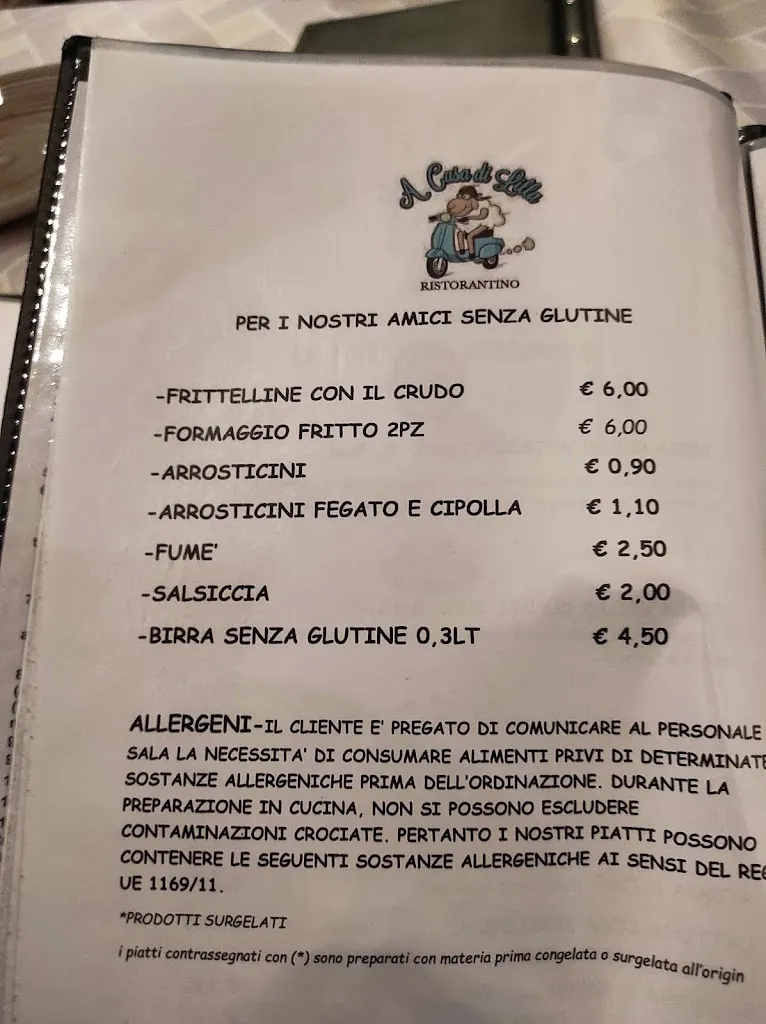 A Casa di Lilla
RISTORANTINO
PER I NOSTRI AMICI SENZA GLUTINE
-FRITTELLINE CON IL CRUDO € 6,00
-FORMAGGIO FRITTO 2PZ € 6,00
-ARROSTICINI € 0,90
-ARROSTICINI FEGATO E CIPOLLA € 1,10
-FUME' € 2,50
-SALSICCIA € 2,00
-BIRRA SENZA GLUTINE 0,3LT € 4,50
ALLERGENI-IL CLIENTE E' PREGATO DI COMUNICARE AL PERSONALE
SALA LA NECESSITA' DI CONSUMARE ALIMENTI PRIVI DI DETERMINATE
SOSTANZE ALLERGENICHE PRIMA DELL'ORDINAZIONE. DURANTE LA
PREPARAZIONE IN CUCINA, NON SI POSSONO ESCLUDERE
CONTAMINAZIONI CROCIATE. PERTANTO I NOSTRI PIATTI POSSONO
CONTENERE LE SEGUENTI SOSTANZE ALLERGENICHE AI SENSI DEL REG
UE 1169/11.
*PRODOTTI SURGELATI
i piatti contrassegnati con (*) sono preparati con materia prima congelata o surgelata all'origin